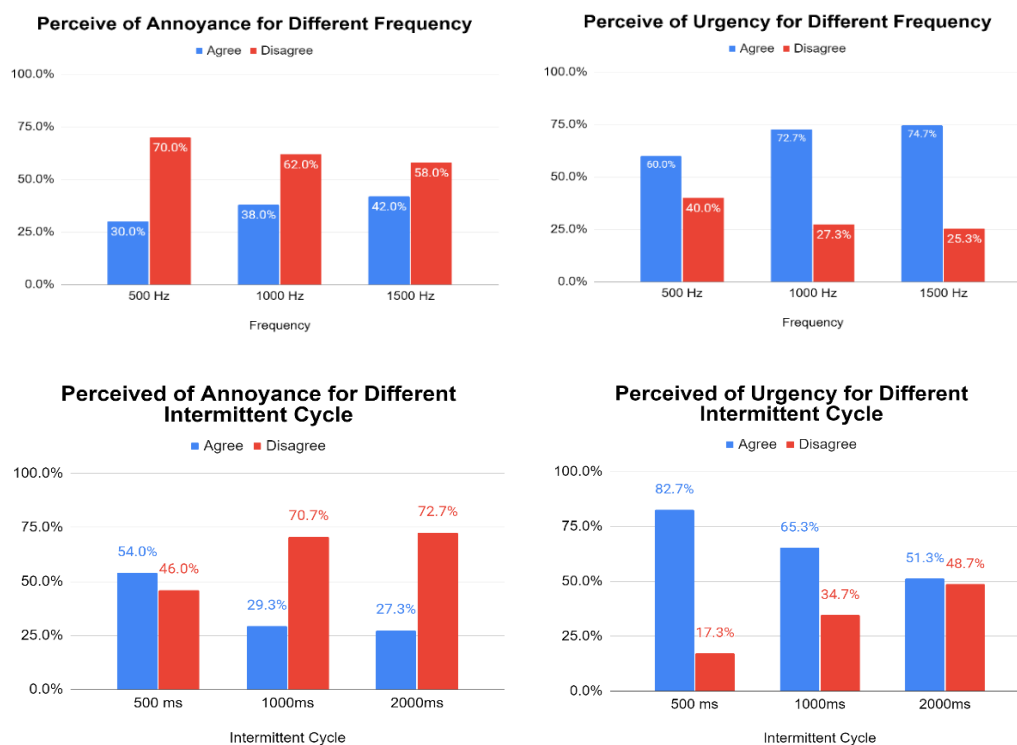 Perceive of Annoyance for Different Frequency
Agree Disagree
100.0%
75.0%
50.0%
25.0%
0.0%
70.0%
62.0%
58.0%
30.0%
38.0%
42.0%
500 Hz 1000 Hz 1500 Hz
Frequency
Perceive of Urgency for Different Frequency
Agree Disagree
100.0%
75.0%
50.0%
25.0%
0.0%
60.0%
72.7%
74.7%
40.0%
27.3%
25.3%
500 Hz 1000 Hz 1500 Hz
Frequency
Perceived of Annoyance for Different
Intermittent Cycle
Agree Disagree
100.0%
75.0%
50.0%
25.0%
0.0%
54.0%
46.0%
29.3%
70.7%
27.3%
72.7%
500 ms 1000ms 2000ms
Intermittent Cycle
Perceived of Urgency for Different
Intermittent Cycle
Agree Disagree
100.0%
75.0%
50.0%
25.0%
0.0%
82.7%
17.3%
65.3%
34.7%
51.3%
48.7%
500 ms 1000ms 2000ms
Intermittent Cycle